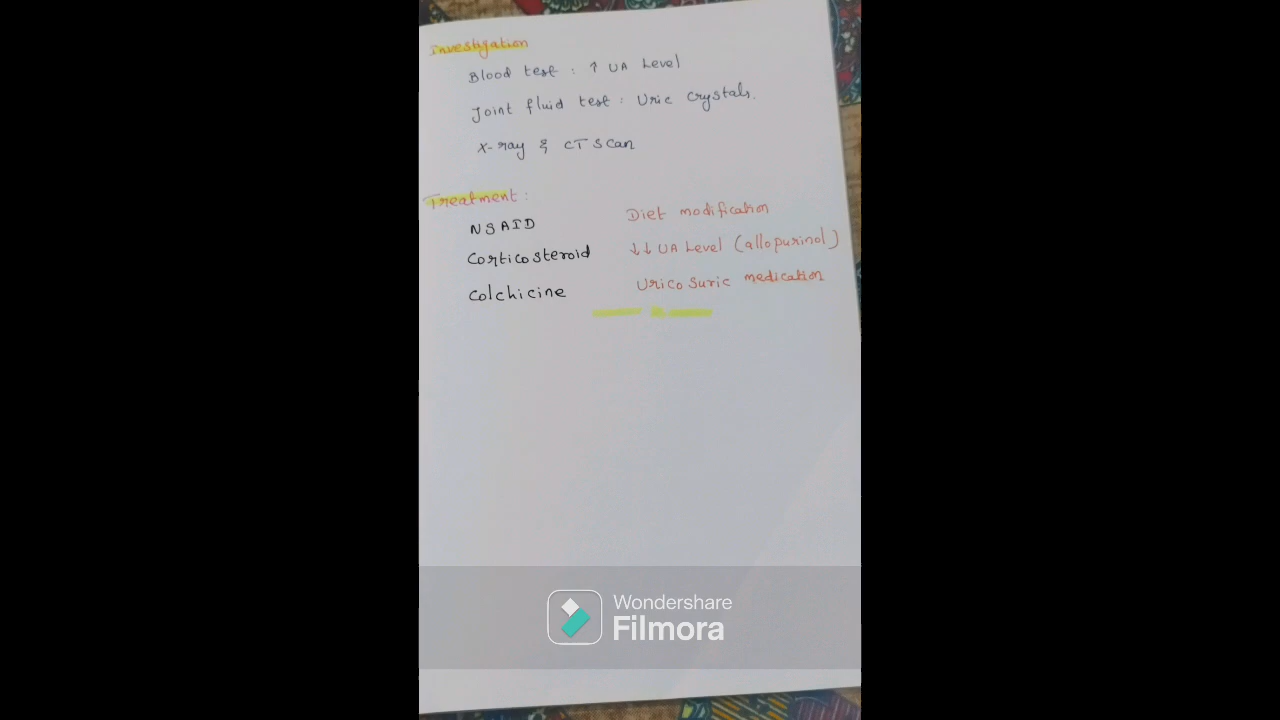 Investigation
Blood test : ↑ UA Level
Joint fluid test : Uric Crystals.
X-ray & CT Scan
Treatment :
NSAID
Corticosteroid
Colchicine
Diet modification
↓↓ UA Level (allopurinol)
Uricosuric medication
Wondershare
Filmora